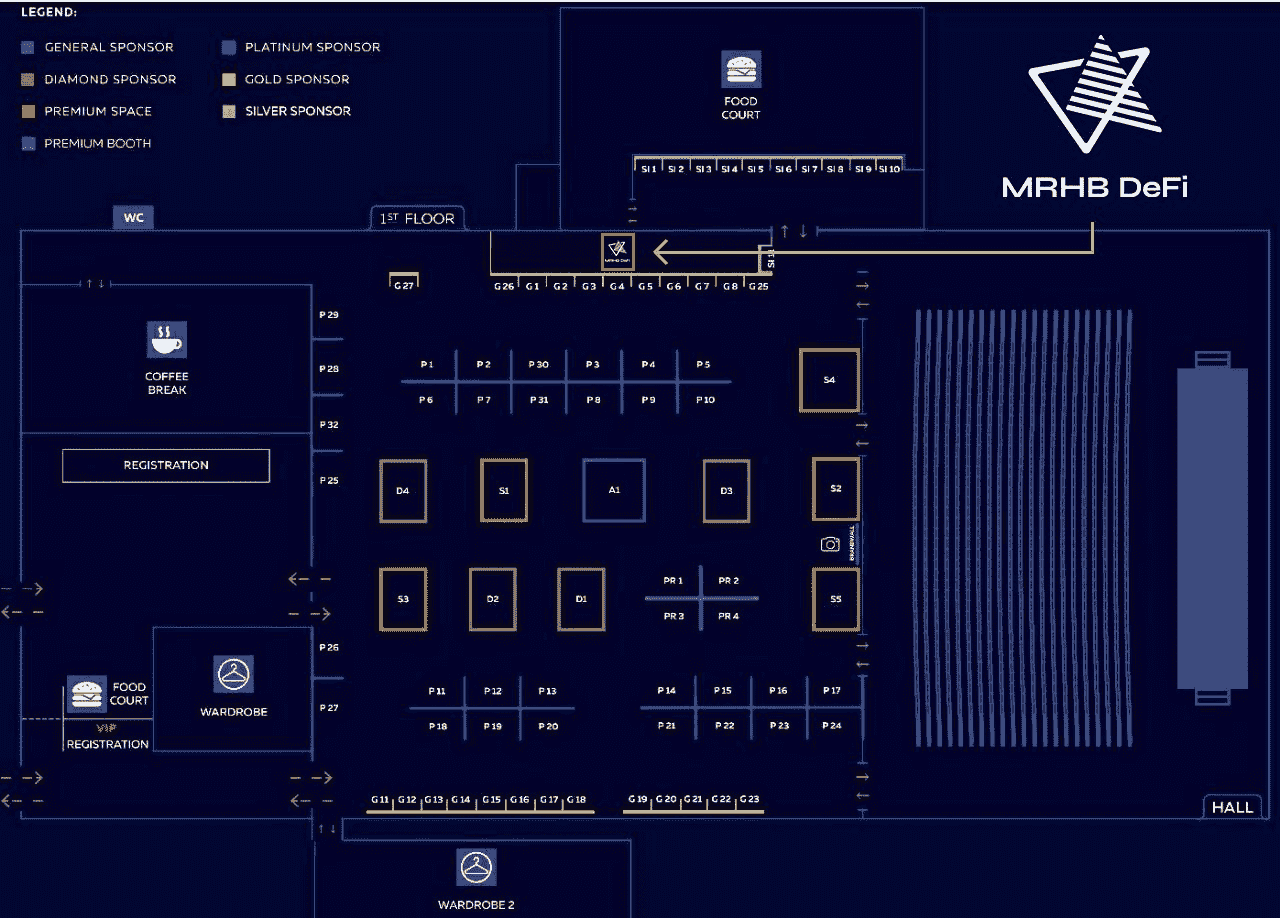 LEGEND:
GENERAL SPONSOR
PLATINUM SPONSOR
DIAMOND SPONSOR
GOLD SPONSOR
PREMIUM SPACE
SILVER SPONSOR
PREMIUM BOOTH
FOOD
COURT
MRHB DeFi
SI 1 SI 2 SI 3 SI 4 SI 5 SI 6 SI 7 SI 8 SI 9 SI 10
WC
1ST FLOOR
MRHB DeFi
SI 11
G 27
G 26 G 1 G 2 G 3 G 4 G 5 G 6 G 7 G 8 G 25
P 29
COFFEE
BREAK
P 28
P 1 P 2 P 30 P 3 P 4 P 5
S4
P 6 P 7 P 31 P 8 P 9 P 10
P 32
REGISTRATION
P 25
D4 S1 A1 D3 S2
BRANDWALL
S3 D2 D1
PR 1 PR 2
PR 3 PR 4
S5
P 26
FOOD
COURT
WARDROBE
P 27
VIP
REGISTRATION
P 11 P 12 P 13
P 14 P 15 P 16 P 17
P 18 P 19 P 20
P 21 P 22 P 23 P 24
G 11 G 12 G 13 G 14 G 15 G 16 G 17 G 18
G 19 G 20 G 21 G 22 G 23
HALL
WARDROBE 2